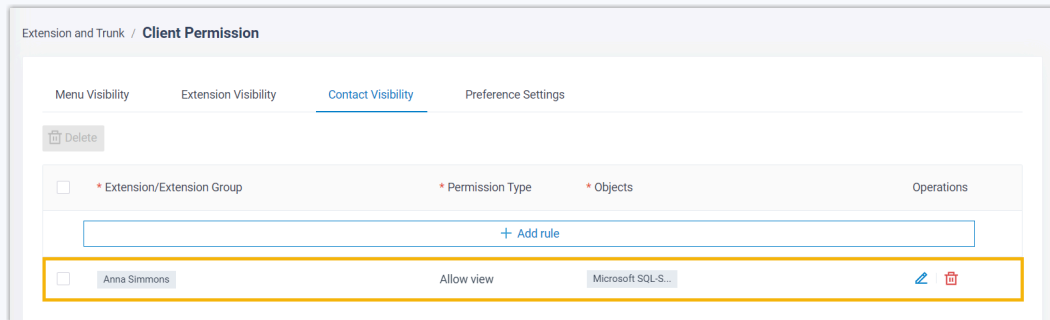 Extension and Trunk / Client Permission
Menu Visibility Extension Visibility Contact Visibility Preference Settings
Delete
* Extension/Extension Group * Permission Type * Objects Operations
+ Add rule
Anna Simmons Allow view Microsoft SQL-S...